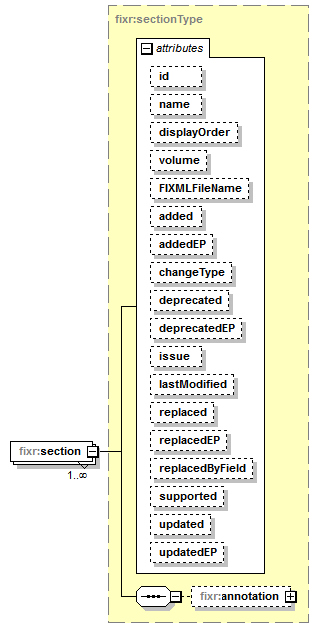 fixr:sectionType
attributes
id
name
displayOrder
volume
FIXMLFileName
added
addedEP
changeType
deprecated
deprecatedEP
issue
lastModified
replaced
replacedEP
replacedByField
supported
updated
updatedEP
fixr:section
1..∞
fixr:annotation